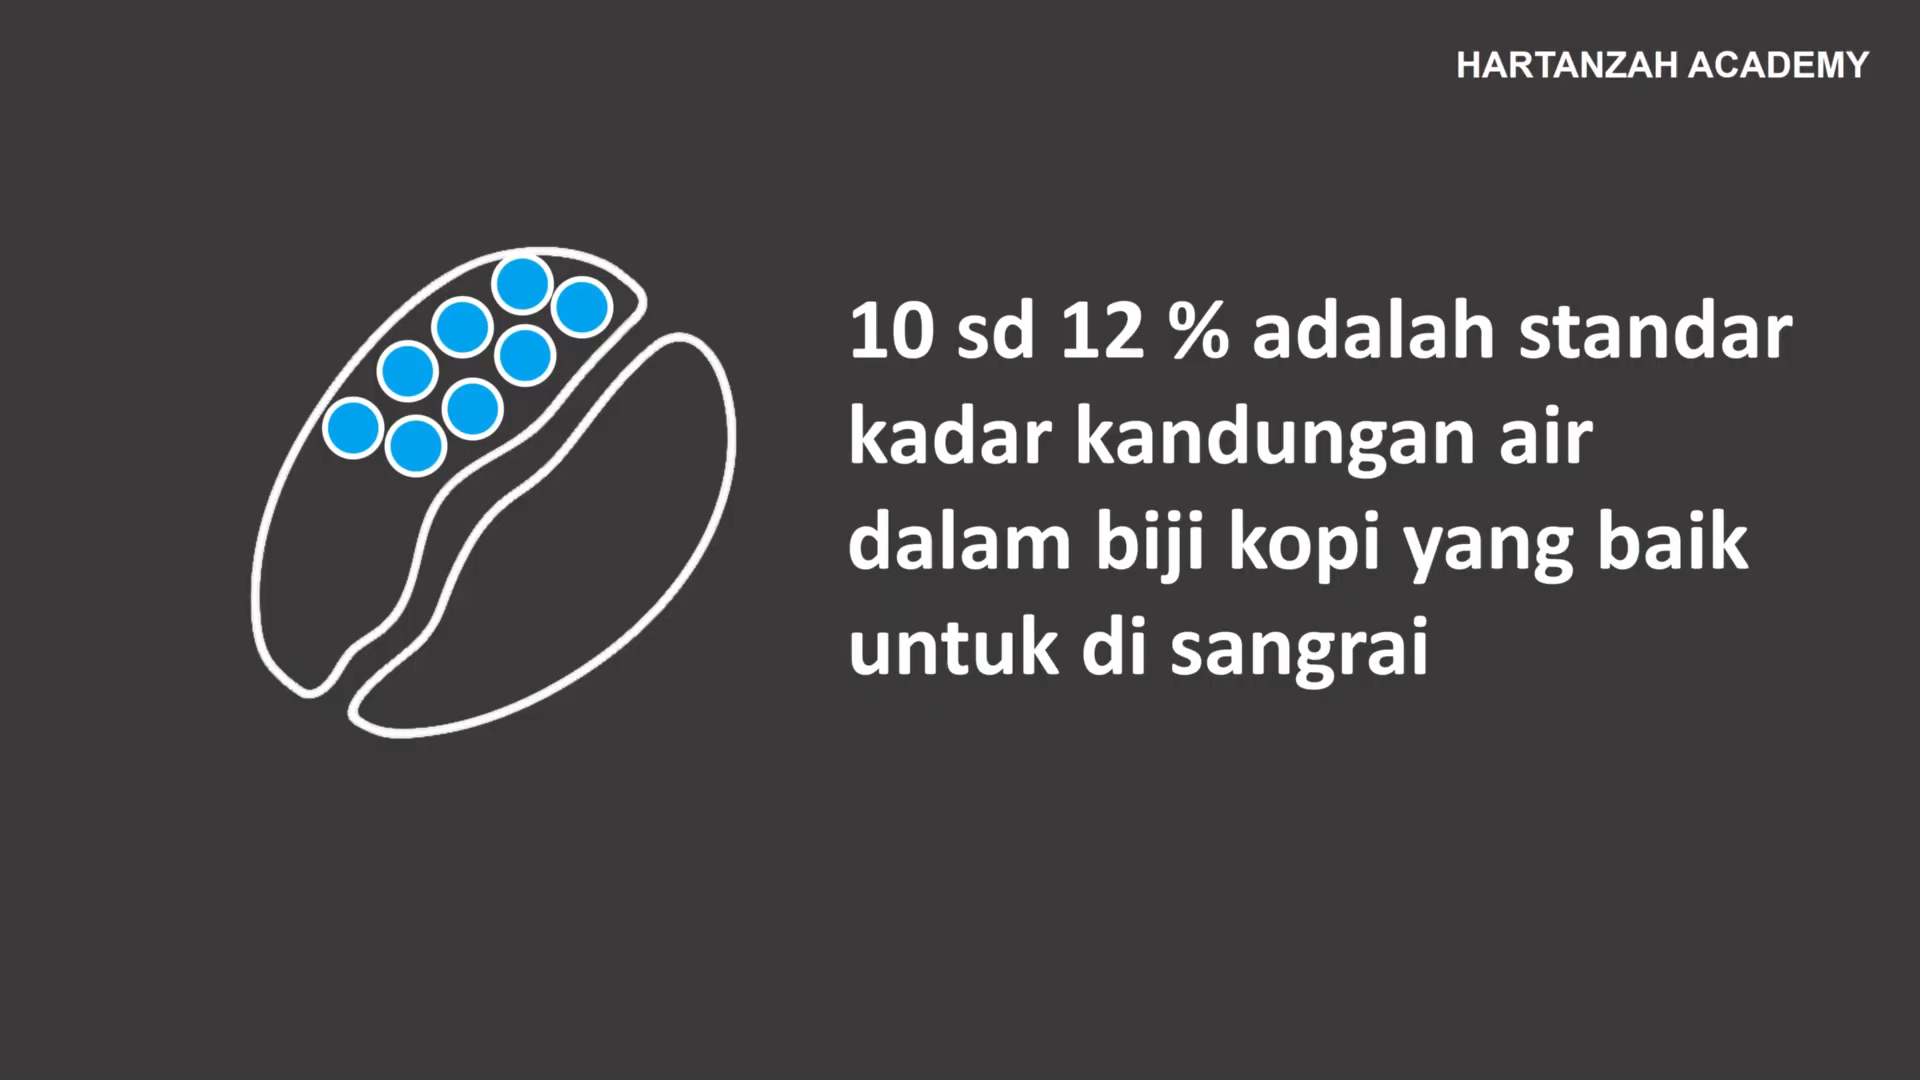 HARTANZAH ACADEMY
10 sd 12 % adalah standar
kadar kandungan air
dalam biji kopi yang baik
untuk di sangrai